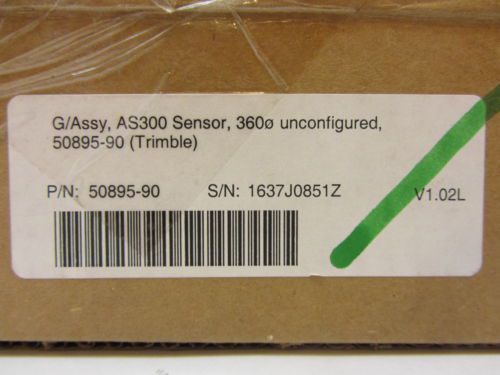 G/Assy, AS300 Sensor, 360ø unconfigured,
50895-90 (Trimble)
P/N: 50895-90 S/N: 1637J0851Z V1.02L